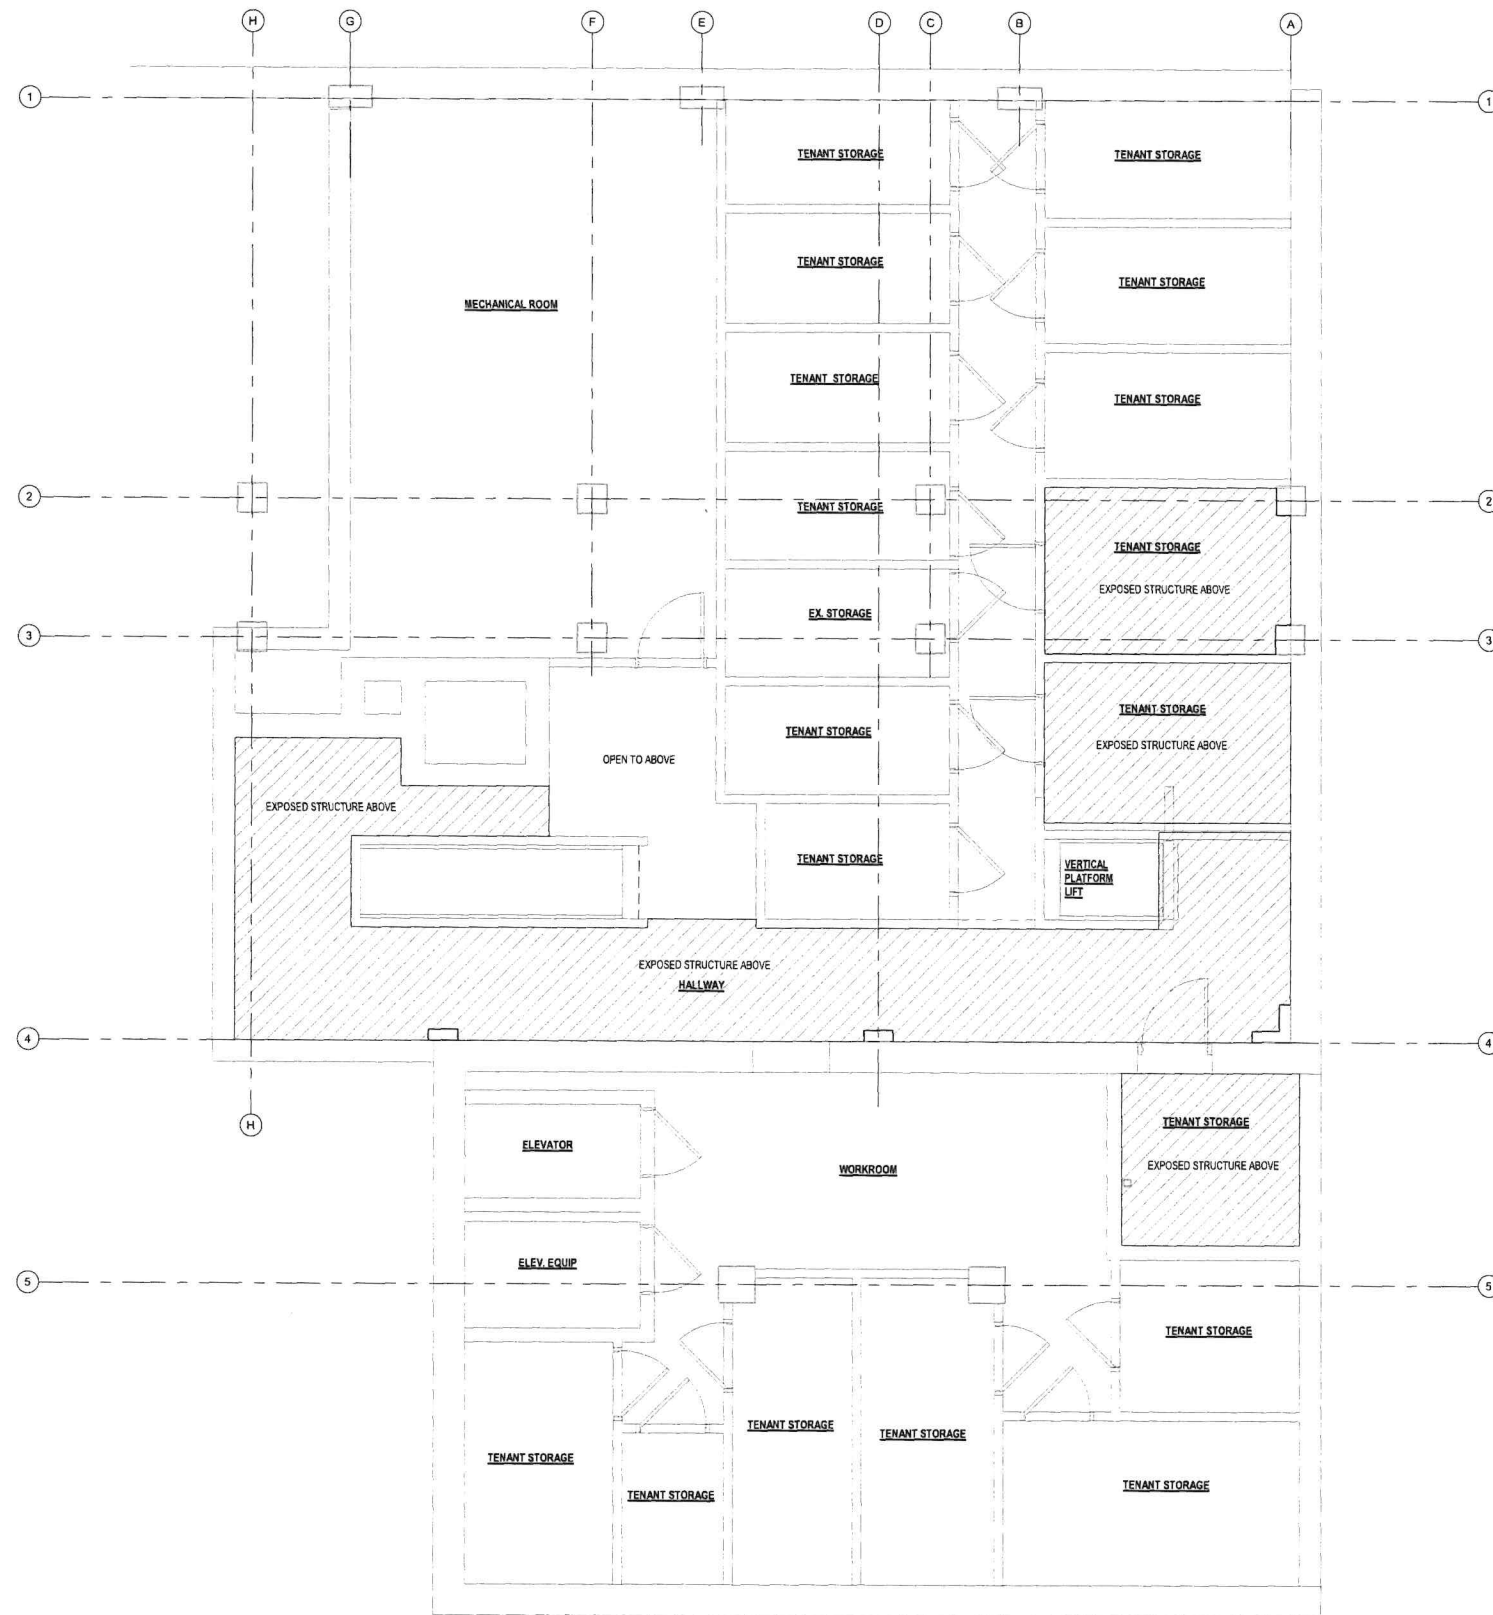 H
G
F
E
D
C
B
A
1
1
TENANT STORAGE
TENANT STORAGE
TENANT STORAGE
TENANT STORAGE
MECHANICAL ROOM
TENANT STORAGE
TENANT STORAGE
2
2
TENANT STORAGE
TENANT STORAGE
EXPOSED STRUCTURE ABOVE
EX. STORAGE
3
3
TENANT STORAGE
TENANT STORAGE
EXPOSED STRUCTURE ABOVE
OPEN TO ABOVE
EXPOSED STRUCTURE ABOVE
TENANT STORAGE
VERTICAL
PLATFORM
LIFT
EXPOSED STRUCTURE ABOVE
HALLWAY
4
4
H
TENANT STORAGE
EXPOSED STRUCTURE ABOVE
ELEVATOR
WORKROOM
ELEV. EQUIP
5
5
TENANT STORAGE
TENANT STORAGE
TENANT STORAGE
TENANT STORAGE
TENANT STORAGE
TENANT STORAGE